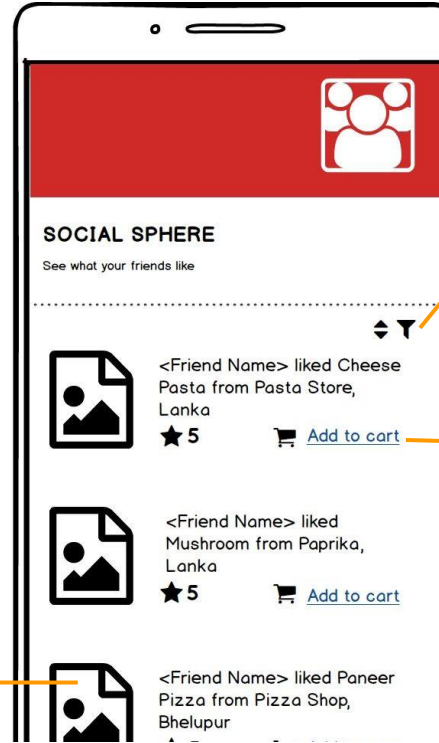 SOCIAL SPHERE
See what your friends like
<Friend Name> liked Cheese
Pasta from Pasta Store,
Lanka
5 Add to cart
<Friend Name> liked
Mushroom from Paprika,
Lanka
5 Add to cart
<Friend Name> liked Paneer
Pizza from Pizza Shop,
Bhelupur